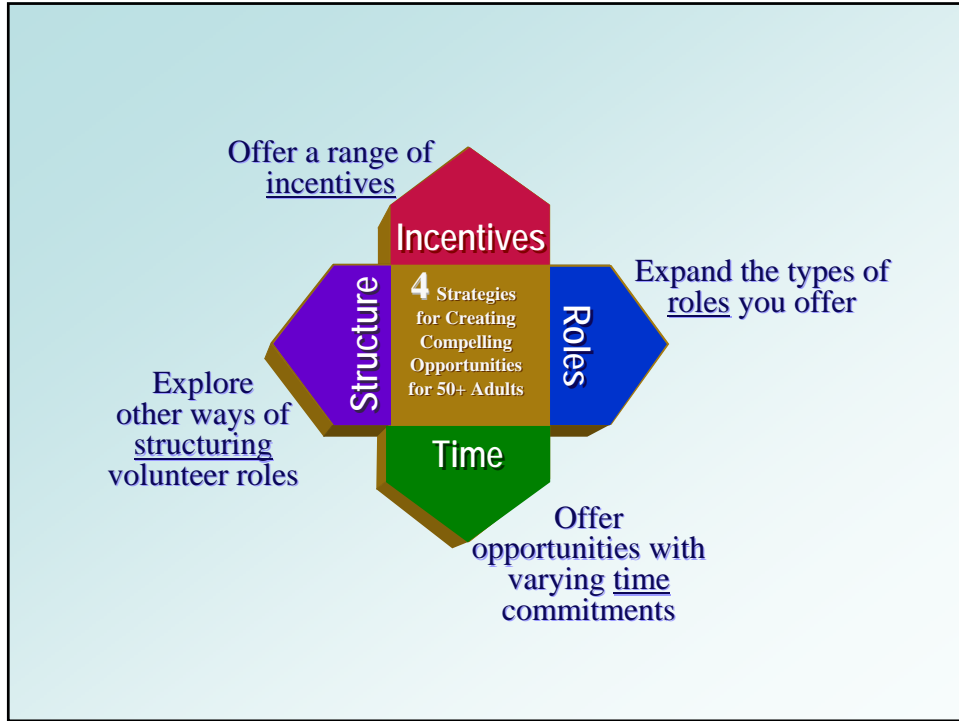 Offer a range of
incentives
Incentives
Expand the types of
roles you offer
Structure
4 Strategies
for Creating
Compelling
Opportunities
for 50+ Adults
Roles
Explore
other ways of
structuring
volunteer roles
Time
Offer
opportunities with
varying time
commitments